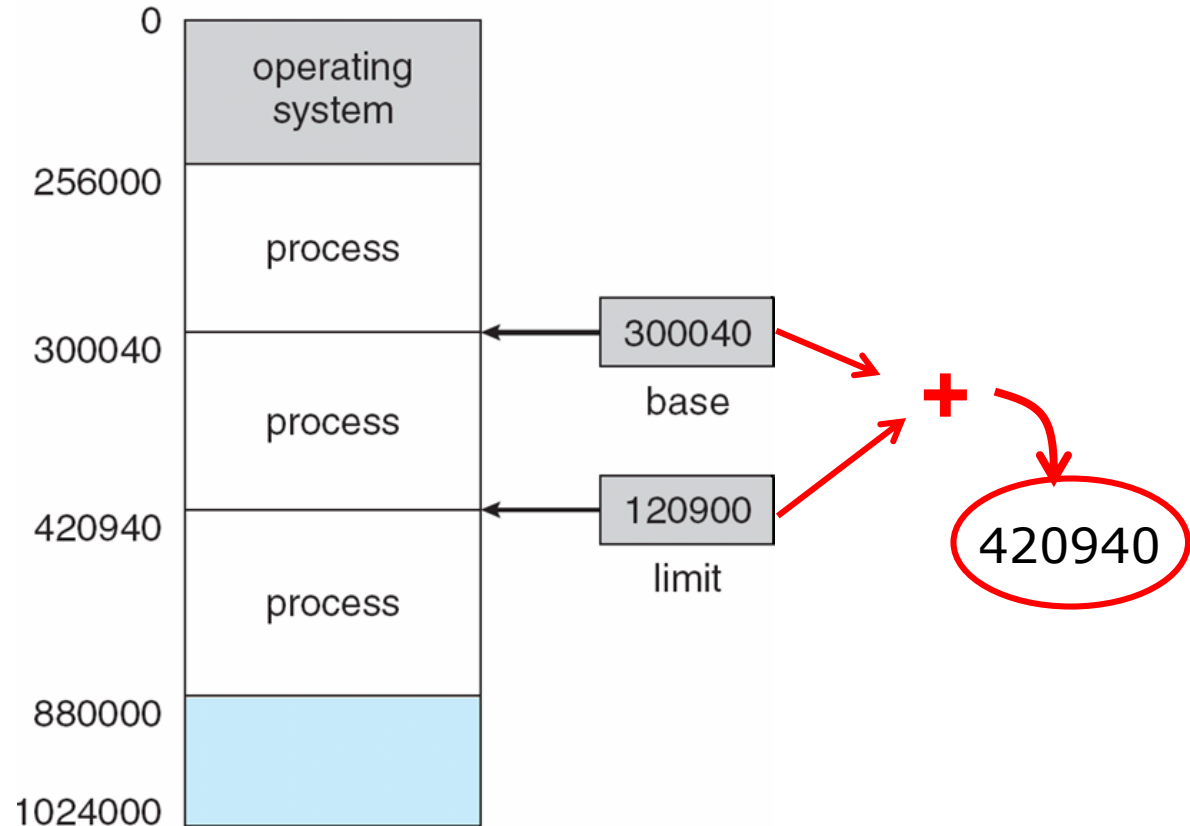 0
operating
system
256000
process
300040
300040
base
+
process
120900
420940
420940
limit
process
880000
1024000